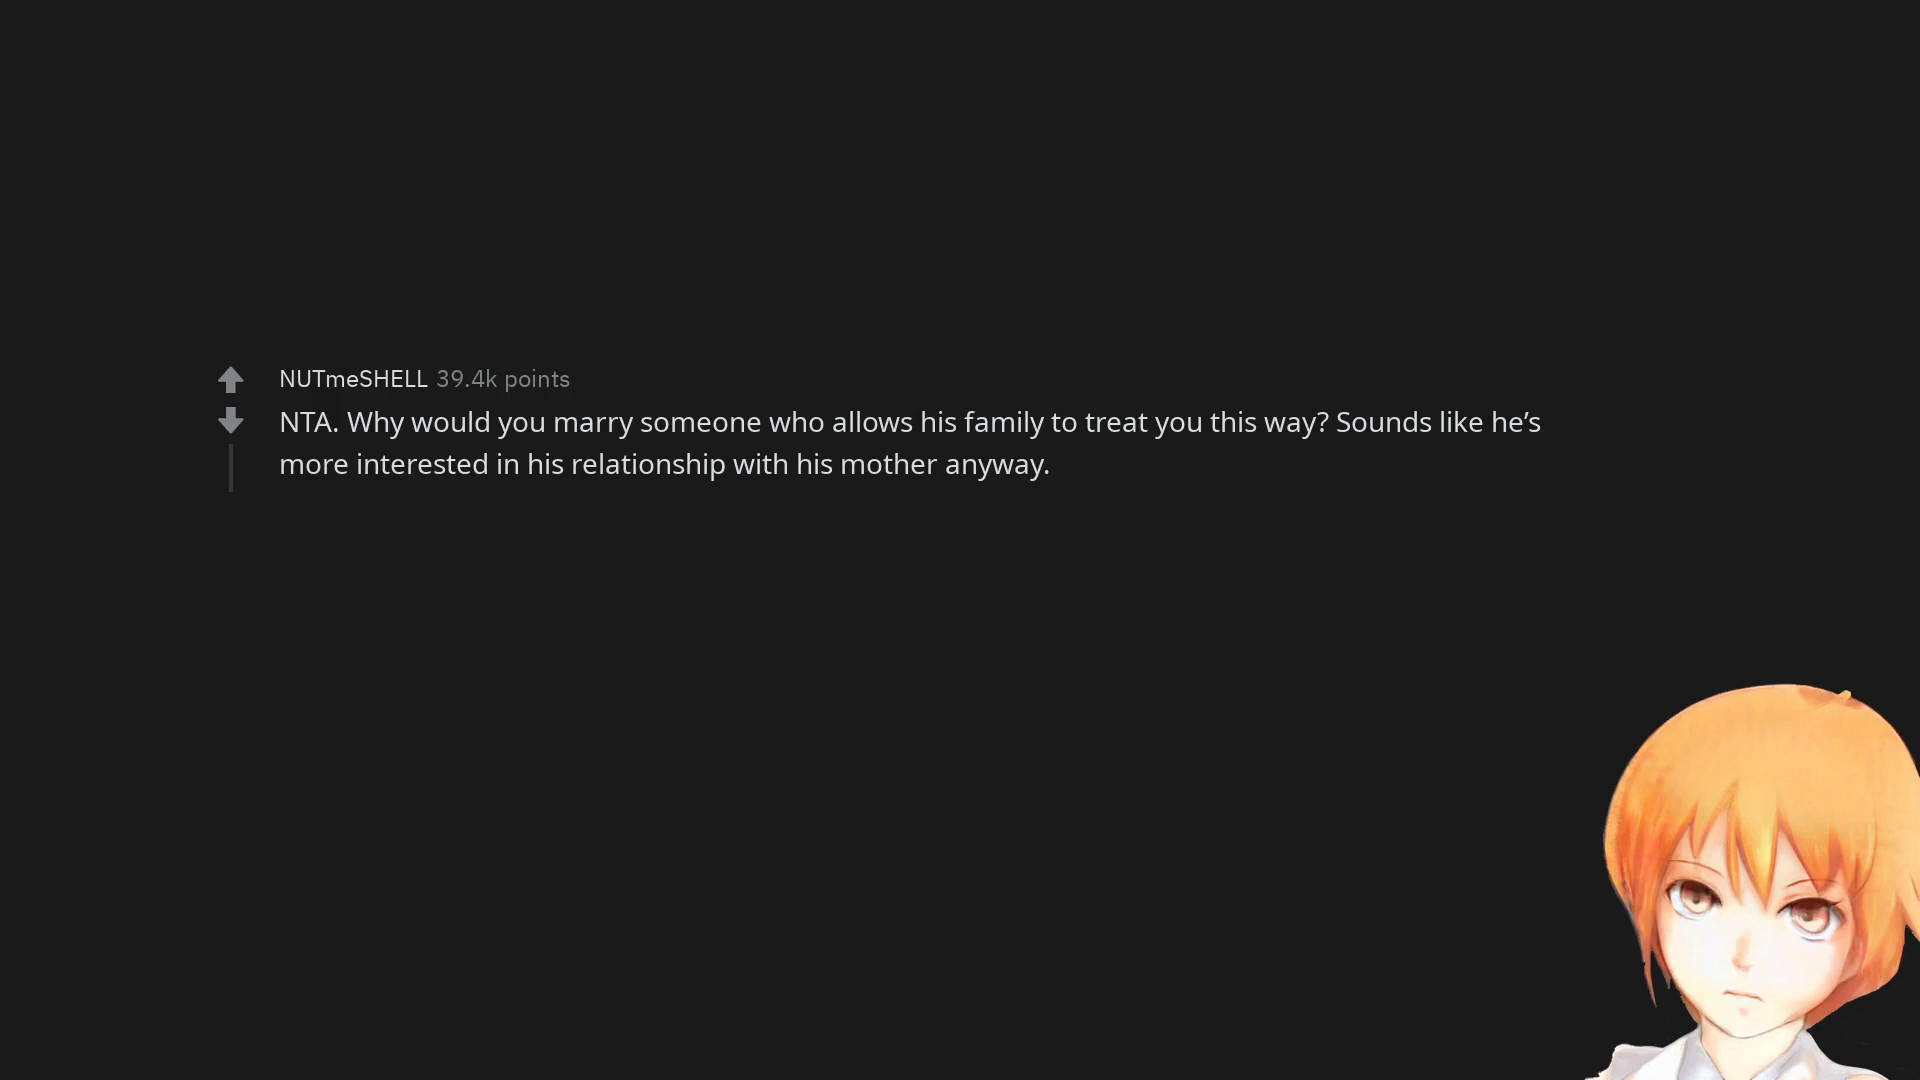 NUTmeSHELL 39.4k points
NTA. Why would you marry someone who allows his family to treat you this way? Sounds like he’s
more interested in his relationship with his mother anyway.